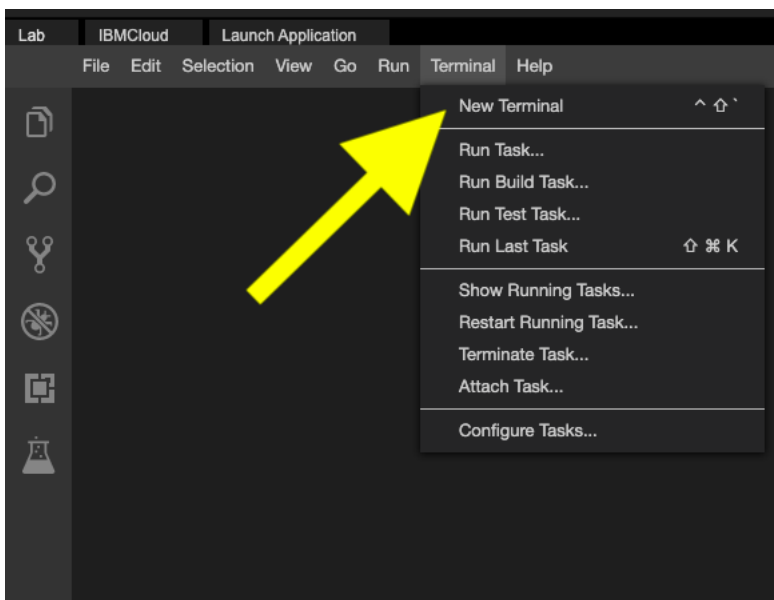 Lab IBMCloud Launch Application
File Edit Selection View Go Run Terminal Help
New Terminal ^ ⇧ `
Run Task...
Run Build Task...
Run Test Task...
Run Last Task ⇧ ⌘ K
Show Running Tasks...
Restart Running Task...
Terminate Task...
Attach Task...
Configure Tasks...